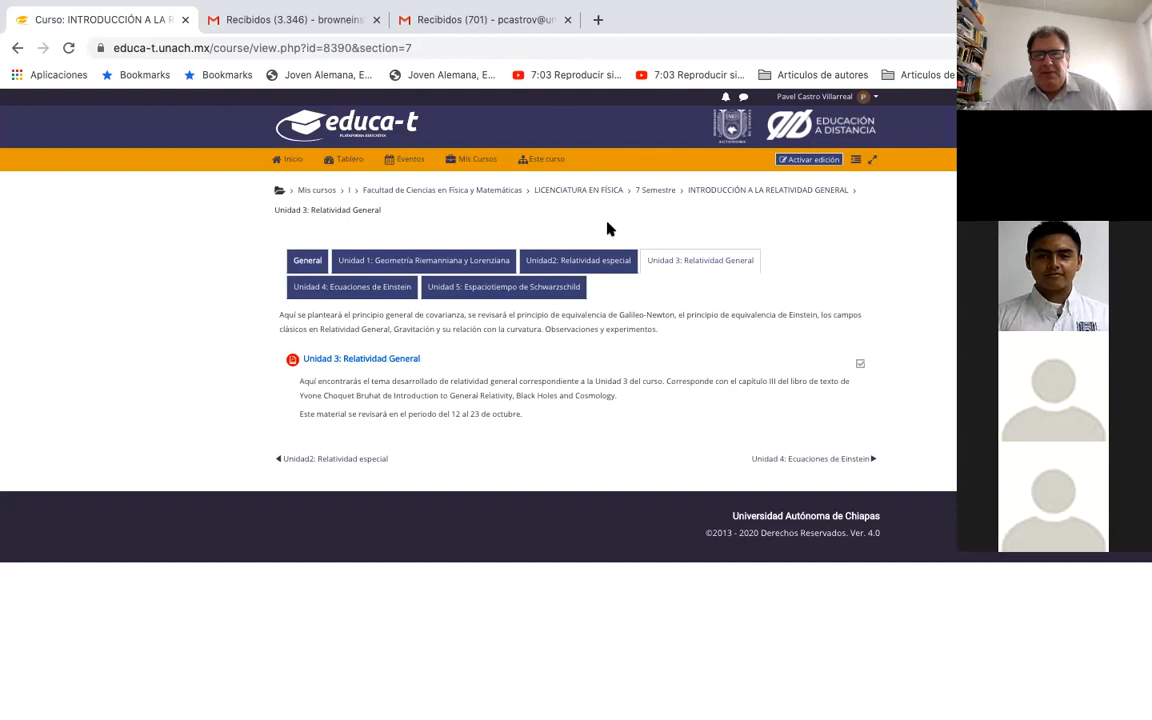 Curso: INTRODUCCIÓN A LA R
Recibidos (3.346) - browneins
Recibidos (701) - pcastrov@un
educa-t.unach.mx/course/view.php?id=8390&section=7
Aplicaciones
Bookmarks
Bookmarks
Joven Alemana, E...
Joven Alemana, E...
7:03 Reproducir si...
7:03 Reproducir si...
Articulos de autores
Articulos de
Pavel Castro Villarreal
P
educa-t
PLATAFORMA EDUCATIVA
AUTÓNOMA
EDUCACIÓN
A DISTANCIA
Inicio
Tablero
Eventos
Mis Cursos
Este curso
Activar edición
Mis cursos › I › Facultad de Ciencias en Física y Matemáticas › LICENCIATURA EN FÍSICA › 7 Semestre › INTRODUCCIÓN A LA RELATIVIDAD GENERAL ›
Unidad 3: Relatividad General
General
Unidad 1: Geometría Riemanniana y Lorenziana
Unidad2: Relatividad especial
Unidad 3: Relatividad General
Unidad 4: Ecuaciones de Einstein
Unidad 5: Espaciotiempo de Schwarzschild
Aquí se planteará el principio general de covarianza, se revisará el principio de equivalencia de Galileo-Newton, el principio de equivalencia de Einstein, los campos
clásicos en Relatividad General, Gravitación y su relación con la curvatura. Observaciones y experimentos.
Unidad 3: Relatividad General
Aquí encontrarás el tema desarrollado de relatividad general correspondiente a la Unidad 3 del curso. Corresponde con el capítulo III del libro de texto de
Yvone Choquet Bruhat de Introduction to General Relativity, Black Holes and Cosmology.
Este material se revisará en el periodo del 12 al 23 de octubre.
Unidad2: Relatividad especial
Unidad 4: Ecuaciones de Einstein
Universidad Autónoma de Chiapas
©2013 - 2020 Derechos Reservados. Ver. 4.0